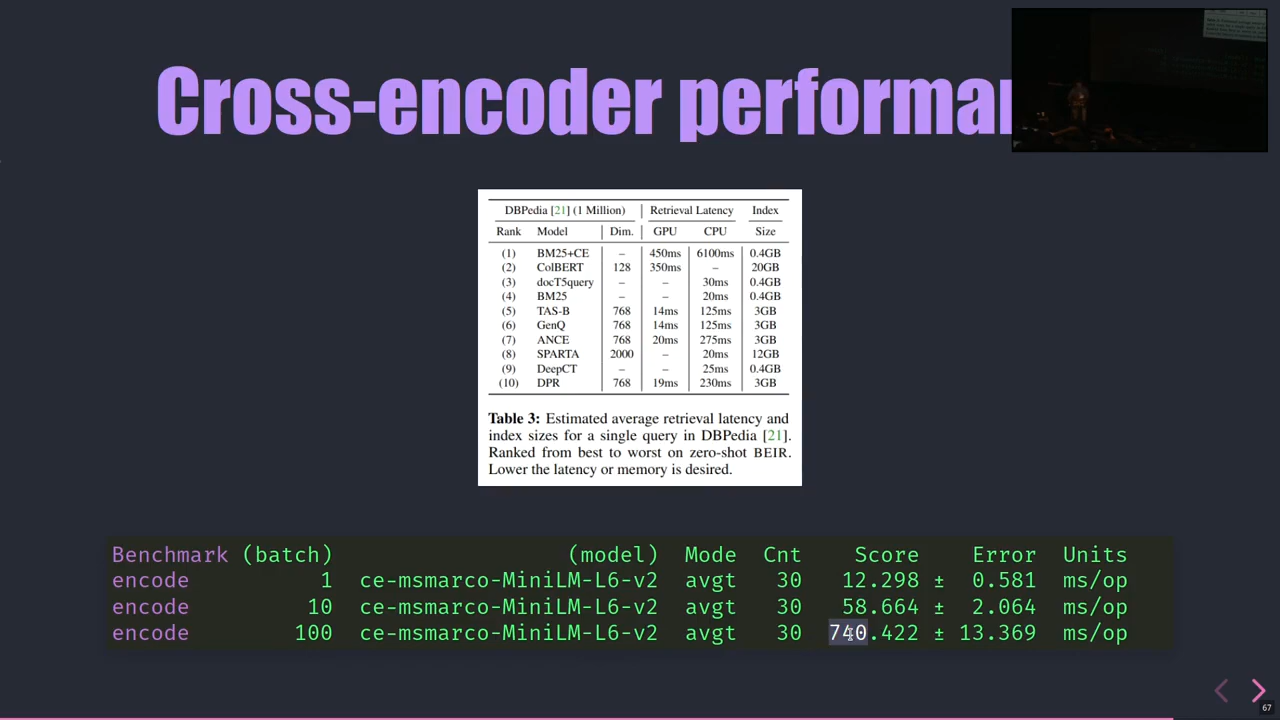 Cross-encoder performan
DBPedia [21] (1 Million) Retrieval Latency Index
Rank Model Dim. GPU CPU Size
(1) BM25+CE – 450ms 6100ms 0.4GB
(2) ColBERT 128 350ms – 20GB
(3) docT5query – – 30ms 0.4GB
(4) BM25 – – 20ms 0.4GB
(5) TAS-B 768 14ms 125ms 3GB
(6) GenQ 768 14ms 125ms 3GB
(7) ANCE 768 20ms 275ms 3GB
(8) SPARTA 2000 – 20ms 12GB
(9) DeepCT – – 25ms 0.4GB
(10) DPR 768 19ms 230ms 3GB
Table 3: Estimated average retrieval latency and
index sizes for a single query in DBPedia [21].
Ranked from best to worst on zero-shot BEIR.
Lower the latency or memory is desired.
Benchmark (batch) (model) Mode Cnt Score Error Units
encode 1 ce-msmarco-MiniLM-L6-v2 avgt 30 12.298 ± 0.581 ms/op
encode 10 ce-msmarco-MiniLM-L6-v2 avgt 30 58.664 ± 2.064 ms/op
encode 100 ce-msmarco-MiniLM-L6-v2 avgt 30 740.422 ± 13.369 ms/op
67